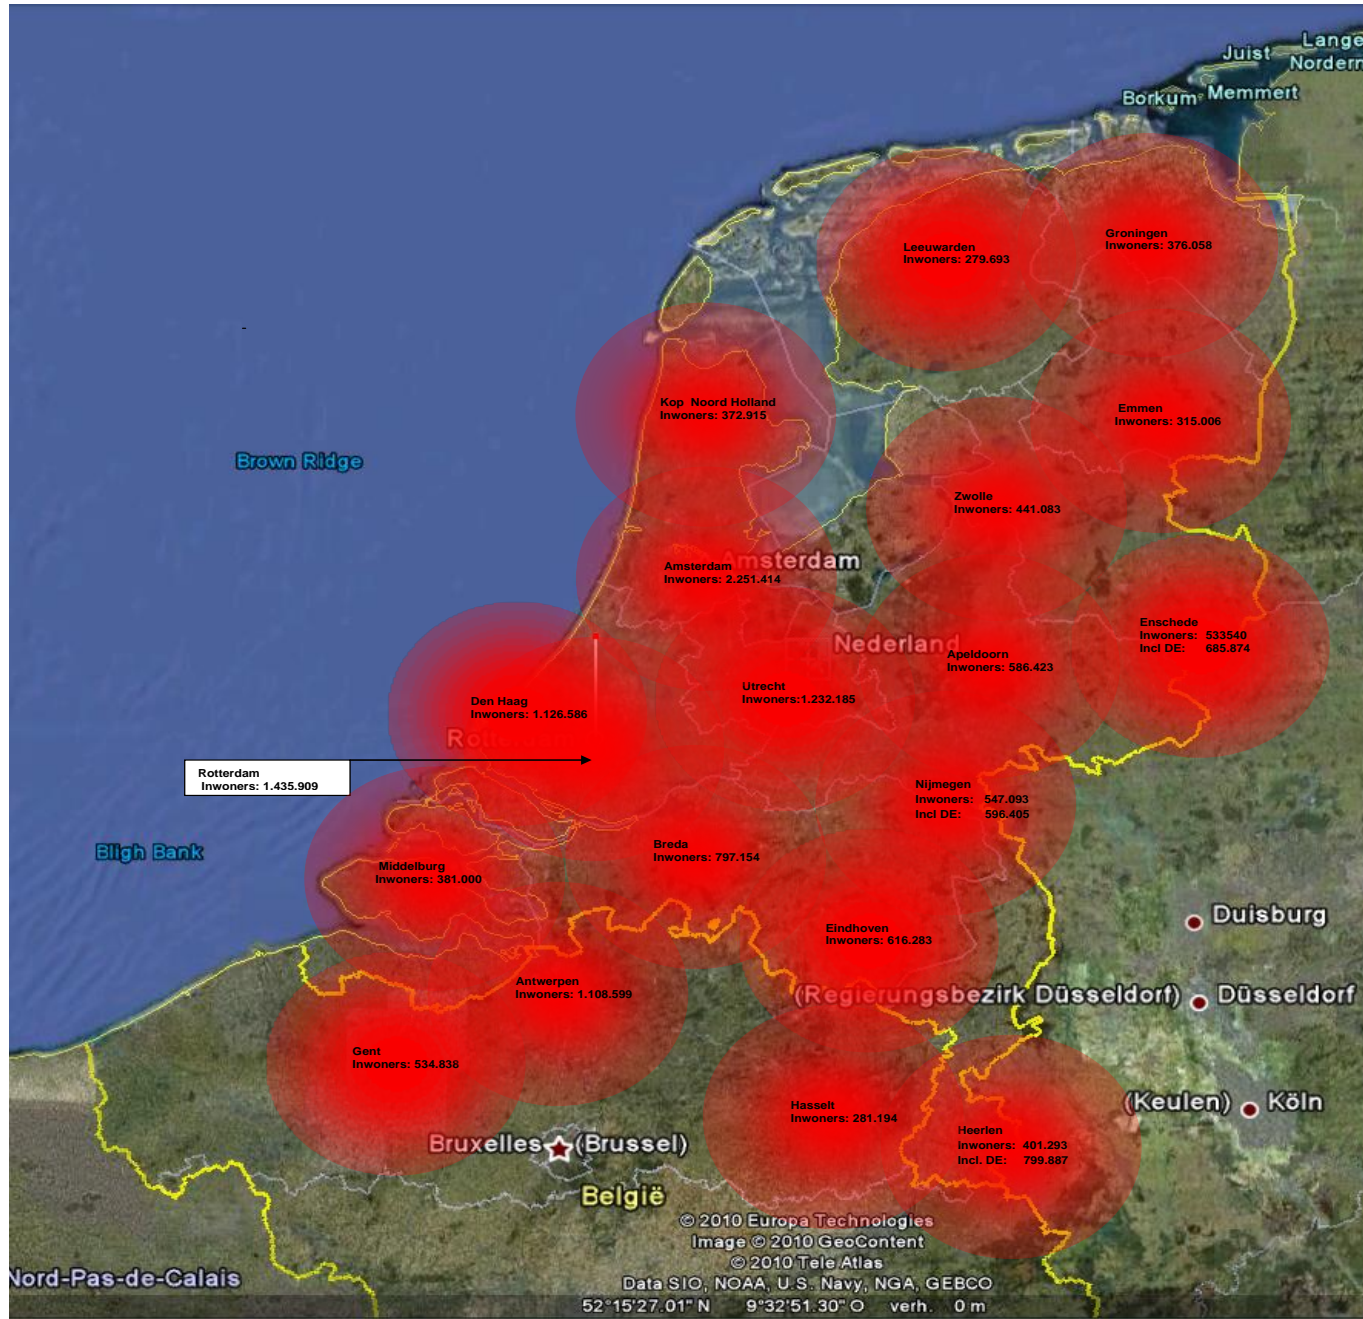 Lange
Nordern
Juist
Borkum
Memmert
Groningen
Inwoners: 376.058
Leeuwarden
Inwoners: 279.693
Kop Noord Holland
Inwoners: 372.915
Emmen
Inwoners: 315.006
Brown Ridge
Zwolle
Inwoners: 441.083
Amsterdam
Amsterdam
Inwoners: 2.251.414
Enschede
Inwoners: 533540
Incl DE: 685.874
Nederland
Apeldoorn
Inwoners: 586.423
Utrecht
Inwoners:1.232.185
Den Haag
Inwoners: 1.126.586
Rotterdam
Inwoners: 1.435.909
Nijmegen
Inwoners: 547.093
Incl DE: 596.405
Bligh Bank
Breda
Inwoners: 797.154
Middelburg
Inwoners: 381.000
Duisburg
Eindhoven
Inwoners: 616.283
Antwerpen
Inwoners: 1.108.599
(Regierungsbezirk Düsseldorf)
Düsseldorf
Gent
Inwoners: 534.838
Hasselt
Inwoners: 281.194
(Keulen)
Köln
Heerlen
Inwoners: 401.293
Incl. DE: 799.887
Bruxelles
(Brussel)
België
© 2010 Europa Technologies
Image © 2010 GeoContent
© 2010 Tele Atlas
Data SIO, NOAA, U.S. Navy, NGA, GEBCO
Nord-Pas-de-Calais
52°15'27.01" N 9°32'51.30" O verh. 0 m